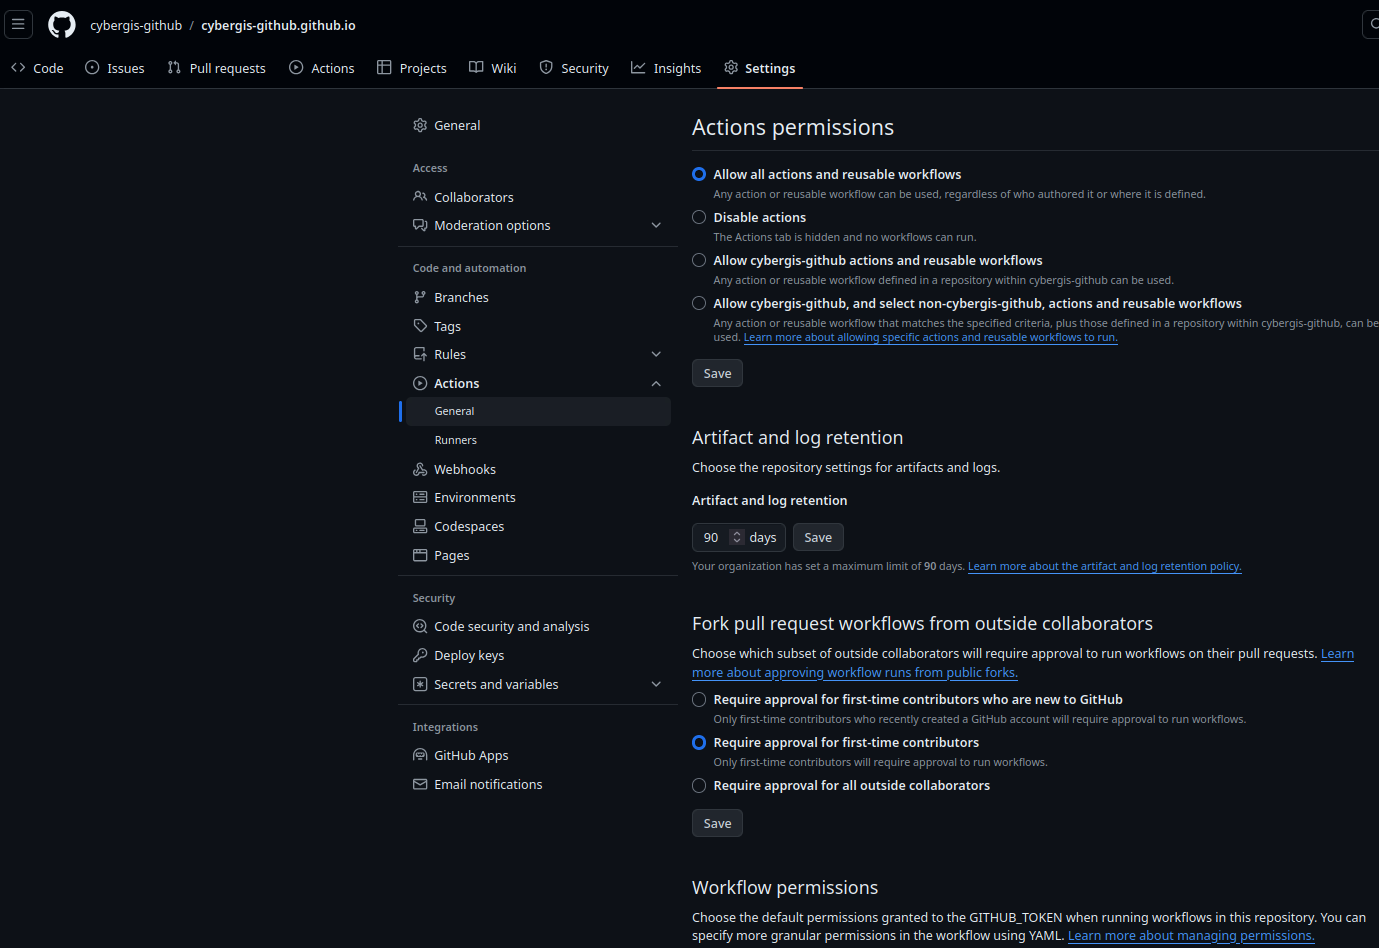 cybergis-github / cybergis-github.github.io
Code Issues Pull requests Actions Projects Wiki Security Insights Settings
General
Access
Collaborators
Moderation options
Code and automation
Branches
Tags
Rules
Actions
General
Runners
Webhooks
Environments
Codespaces
Pages
Security
Code security and analysis
Deploy keys
Secrets and variables
Integrations
GitHub Apps
Email notifications
Actions permissions
Allow all actions and reusable workflows
Any action or reusable workflow can be used, regardless of who authored it or where it is defined.
Disable actions
The Actions tab is hidden and no workflows can run.
Allow cybergis-github actions and reusable workflows
Any action or reusable workflow defined in a repository within cybergis-github can be used.
Allow cybergis-github, and select non-cybergis-github, actions and reusable workflows
Any action or reusable workflow that matches the specified criteria, plus those defined in a repository within cybergis-github, can be
used. Learn more about allowing specific actions and reusable workflows to run.
Save
Artifact and log retention
Choose the repository settings for artifacts and logs.
Artifact and log retention
90 days Save
Your organization has set a maximum limit of 90 days. Learn more about the artifact and log retention policy.
Fork pull request workflows from outside collaborators
Choose which subset of outside collaborators will require approval to run workflows on their pull requests. Learn
more about approving workflow runs from public forks.
Require approval for first-time contributors who are new to GitHub
Only first-time contributors who recently created a GitHub account will require approval to run workflows.
Require approval for first-time contributors
Only first-time contributors will require approval to run workflows.
Require approval for all outside collaborators
Save
Workflow permissions
Choose the default permissions granted to the GITHUB_TOKEN when running workflows in this repository. You can
specify more granular permissions in the workflow using YAML. Learn more about managing permissions.